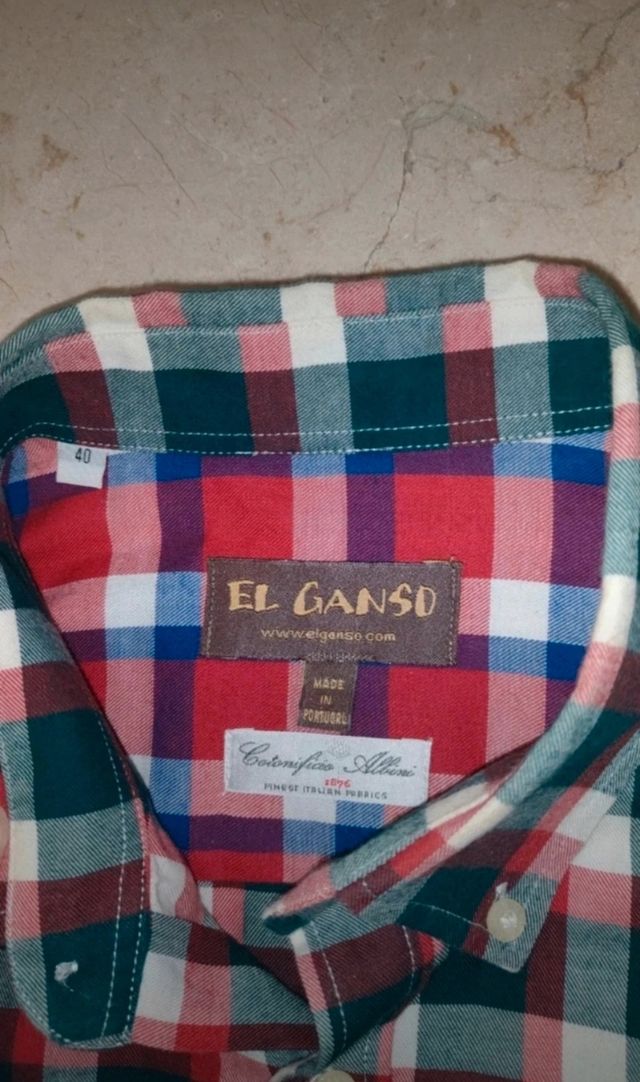 40
EL GANSO
www.elganso.com
MADE
IN
PORTUGAL
Cotonificio Albini
1876
FINEST ITALIAN FABRICS